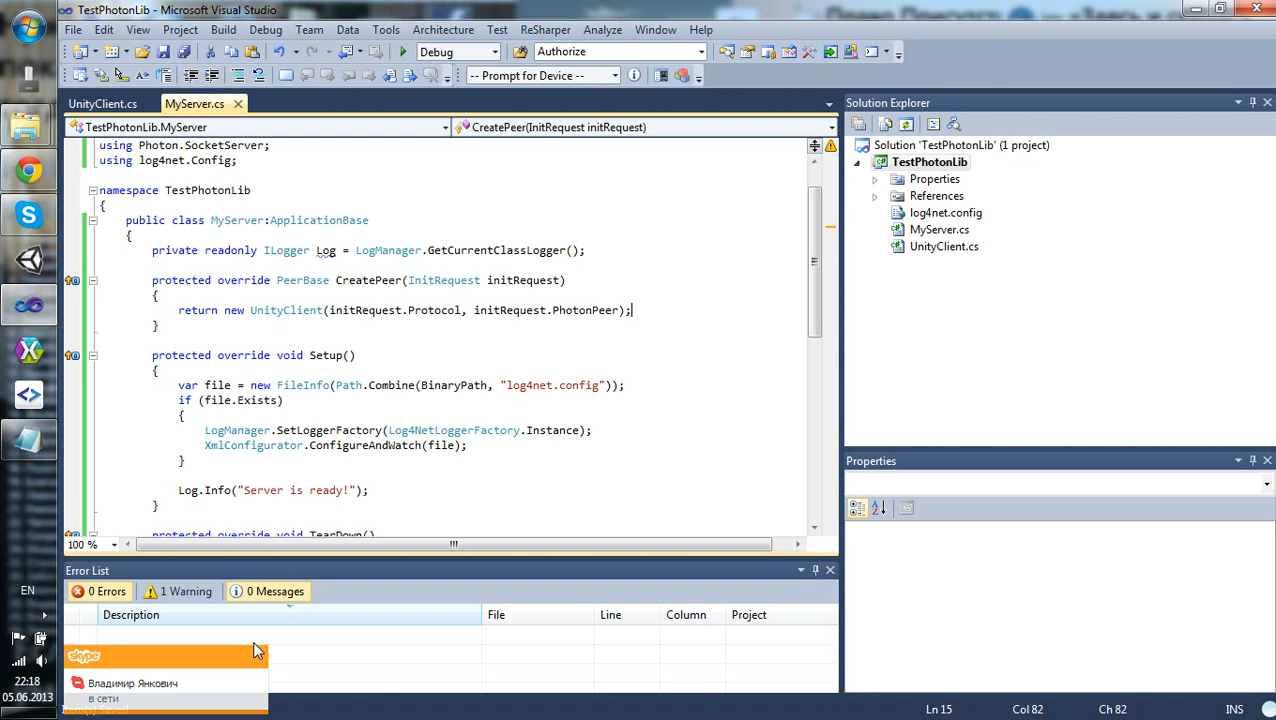 TestPhotonLib - Microsoft Visual Studio
File Edit View Project Build Debug Team Data Tools Architecture Test ReSharper Analyze Window Help
Debug Authorize
-- Prompt for Device --
UnityClient.cs MyServer.cs
TestPhotonLib.MyServer CreatePeer(InitRequest initRequest)
using Photon.SocketServer;
using log4net.Config;
namespace TestPhotonLib
{
public class MyServer:ApplicationBase
{
private readonly ILogger Log = LogManager.GetCurrentClassLogger();
protected override PeerBase CreatePeer(InitRequest initRequest)
{
return new UnityClient(initRequest.Protocol, initRequest.PhotonPeer);
}
protected override void Setup()
{
var file = new FileInfo(Path.Combine(BinaryPath, "log4net.config"));
if (file.Exists)
{
LogManager.SetLoggerFactory(Log4NetLoggerFactory.Instance);
XmlConfigurator.ConfigureAndWatch(file);
}
Log.Info("Server is ready!");
}
protected override void TearDown()
100 %
Solution Explorer
Solution 'TestPhotonLib' (1 project)
TestPhotonLib
Properties
References
log4net.config
MyServer.cs
UnityClient.cs
Properties
Error List
0 Errors 1 Warning 0 Messages
Description File Line Column Project
skype
Владимир Янкович
в сети
Item(s) Saved
Ln 15 Col 82 Ch 82 INS
EN
22:18
05.06.2013